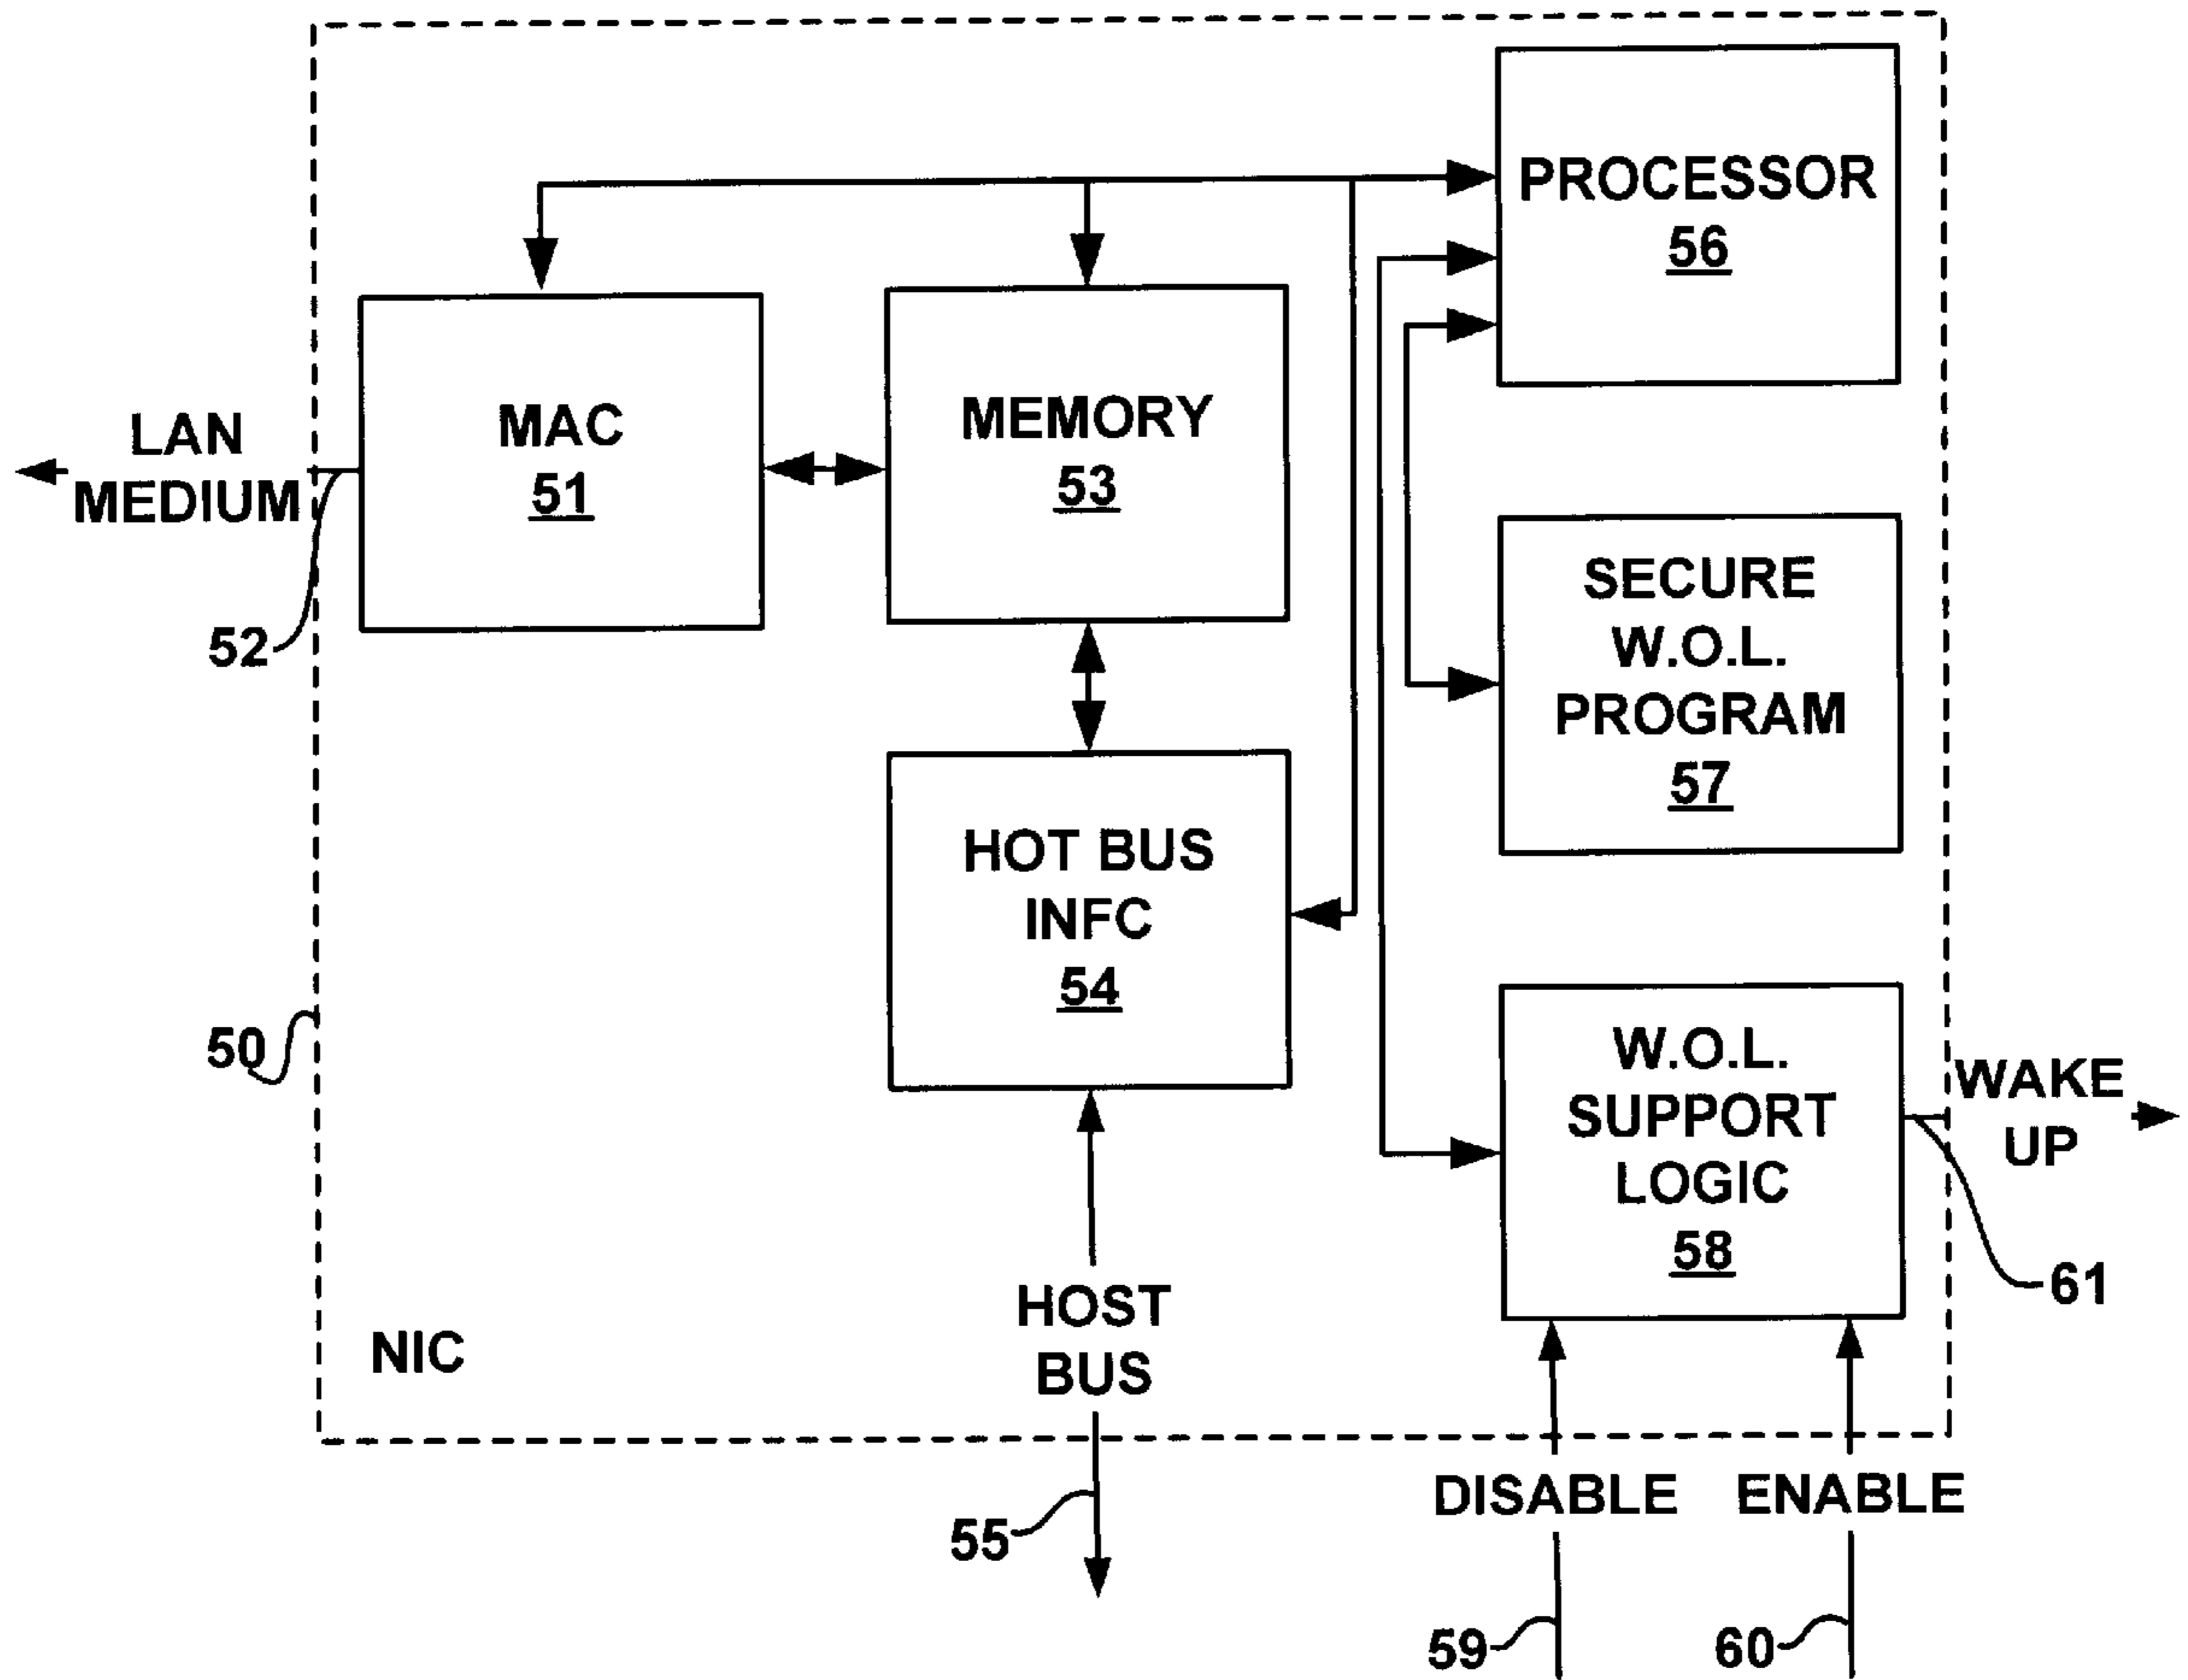 PROCESSOR
56
LAN
MEDIUM
MAC
51
MEMORY
53
52
SECURE
W.O.L.
PROGRAM
57
HOT BUS
INFC
54
50
W.O.L.
SUPPORT
LOGIC
58
WAKE
UP
61
HOST
BUS
NIC
55
DISABLE
ENABLE
59
60